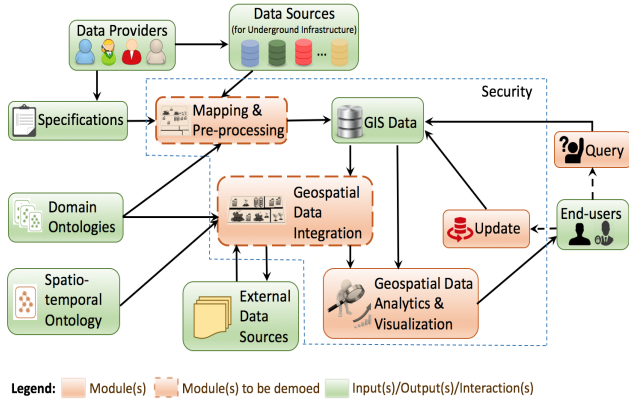 Data Providers
Data Sources
(for Underground Infrastructure)
Security
Specifications
Mapping &
Pre-processing
GIS Data
?
Query
Domain
Ontologies
Geospatial
Data
Integration
Update
End-users
Spatio-
temporal
Ontology
External
Data
Sources
Geospatial Data
Analytics &
Visualization
Legend: Module(s) Module(s) to be demoed Input(s)/Output(s)/Interaction(s)